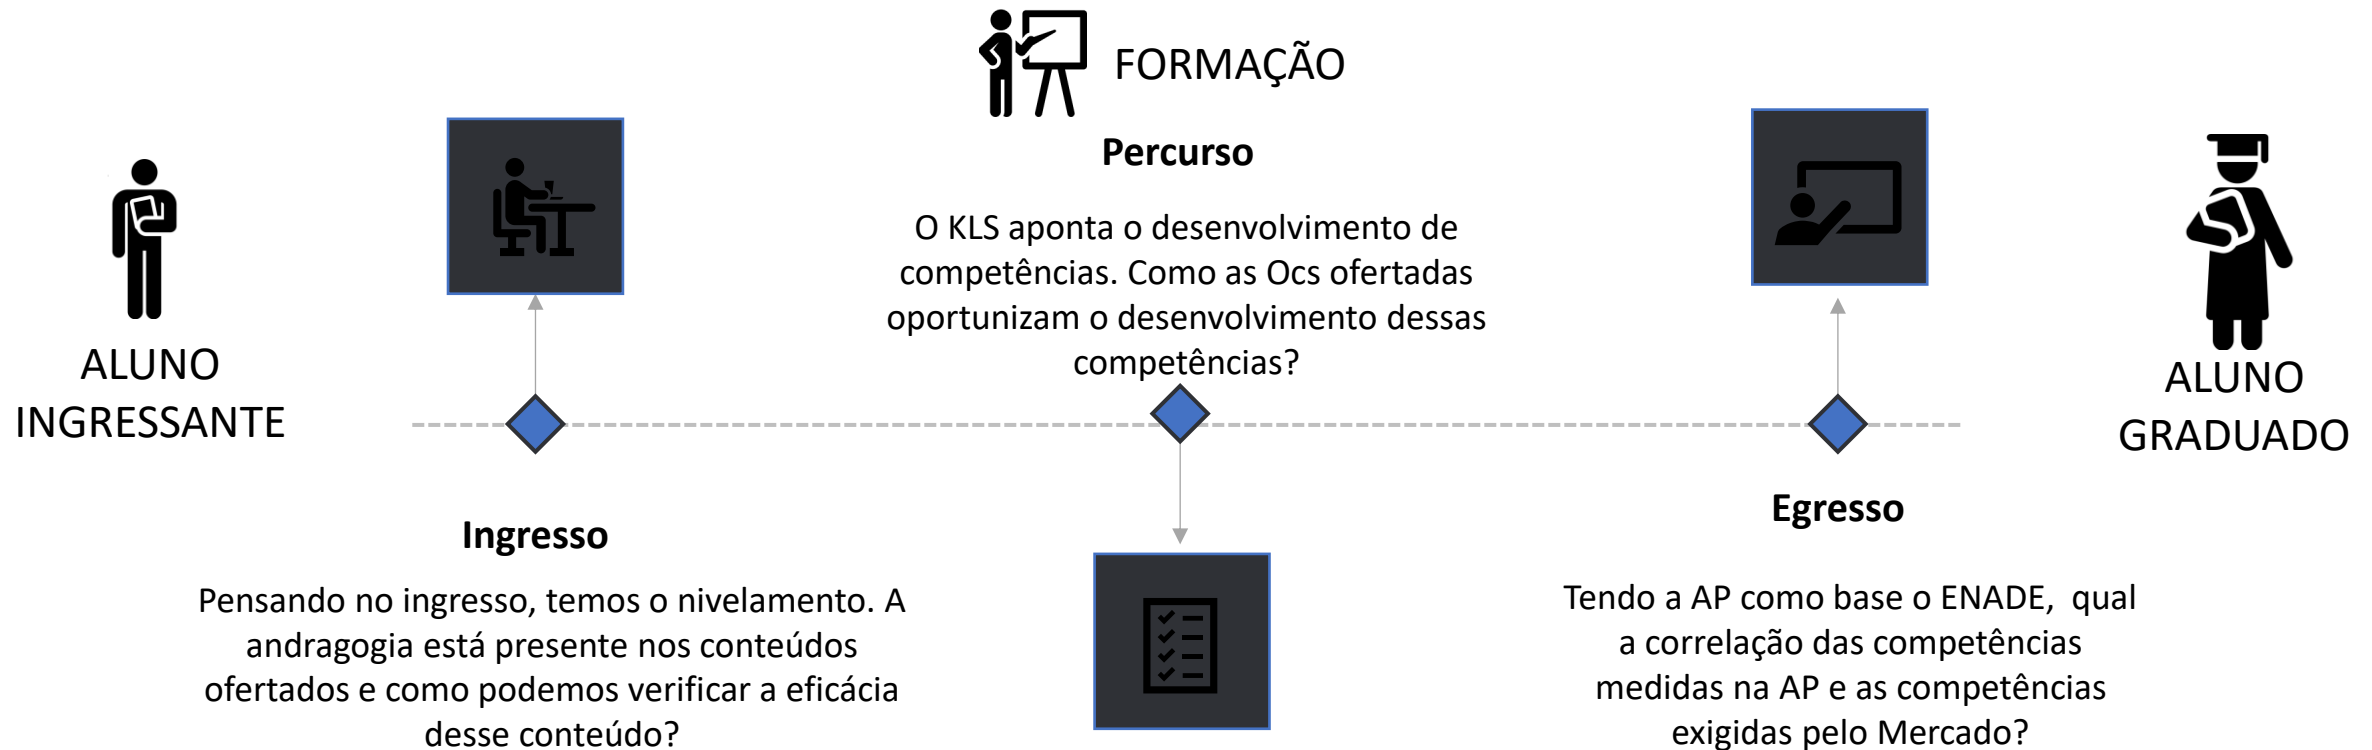 FORMAÇÃO
Percurso
O KLS aponta o desenvolvimento de
competências. Como as Ocs ofertadas
oportunizam o desenvolvimento dessas
competências?
ALUNO
INGRESSANTE
ALUNO
GRADUADO
Ingresso
Pensando no ingresso, temos o nivelamento. A
andragogia está presente nos conteúdos
ofertados e como podemos verificar a eficácia
desse conteúdo?
Egresso
Tendo a AP como base o ENADE,  qual
a correlação das competências
medidas na AP e as competências
exigidas pelo Mercado?